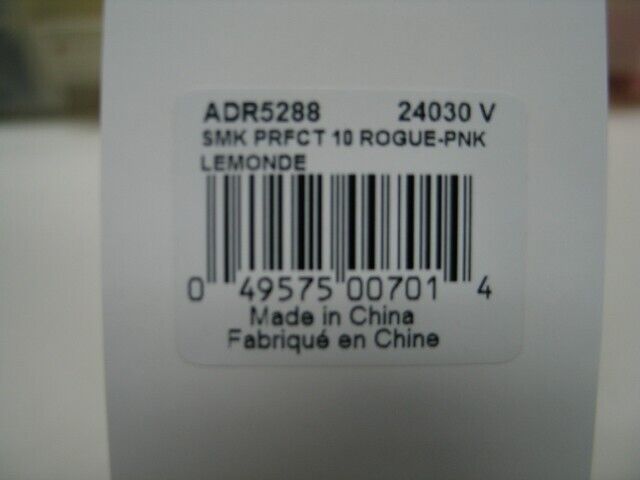 ADR5288 24030 V
SMK PRFCT 10 ROGUE-PNK
LEMONDE
0 49575 00701 4
Made in China
Fabriqué en Chine